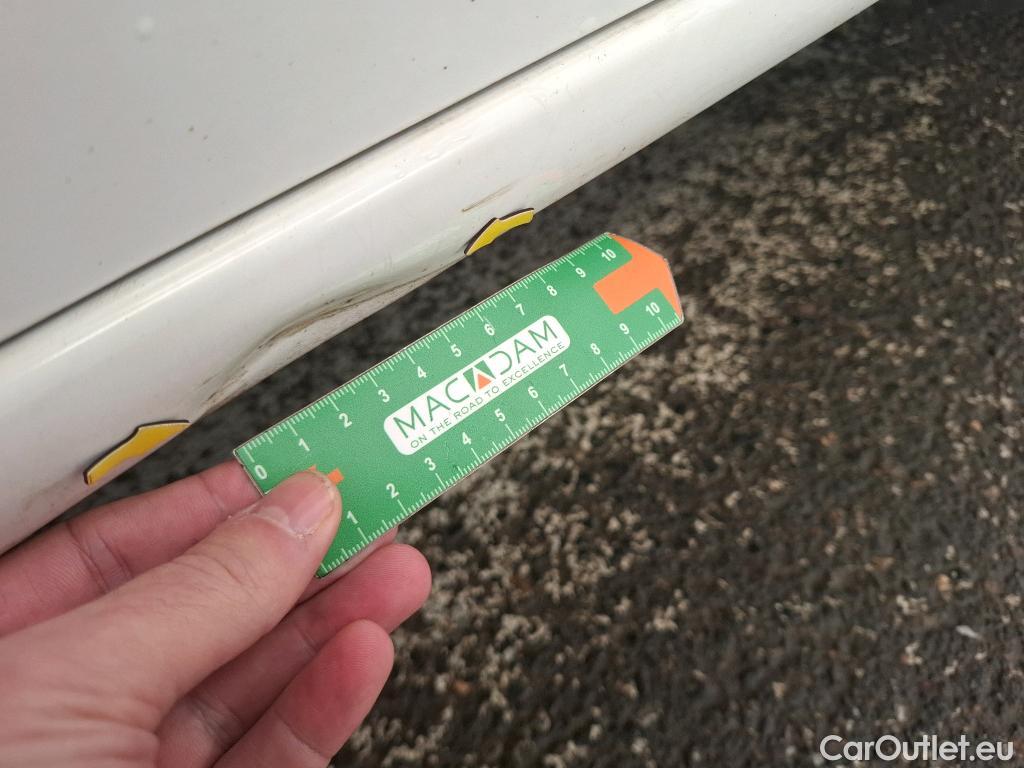 0 1 2 3 4 5 6 7 8 9 10
MACADAM
ON THE ROAD TO EXCELLENCE
1 2 3 4 5 6 7 8 9 10
CarOutlet.eu